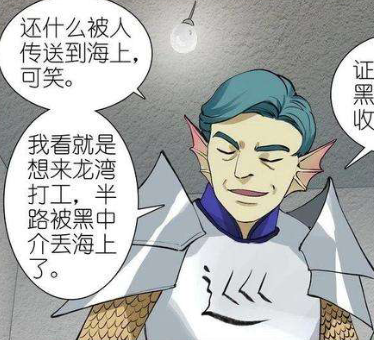 还什么被人
传送到海上，
可笑。
我看就是
想来龙湾
打工，半
路被黑中
介丢海上
了。
证
黑
收